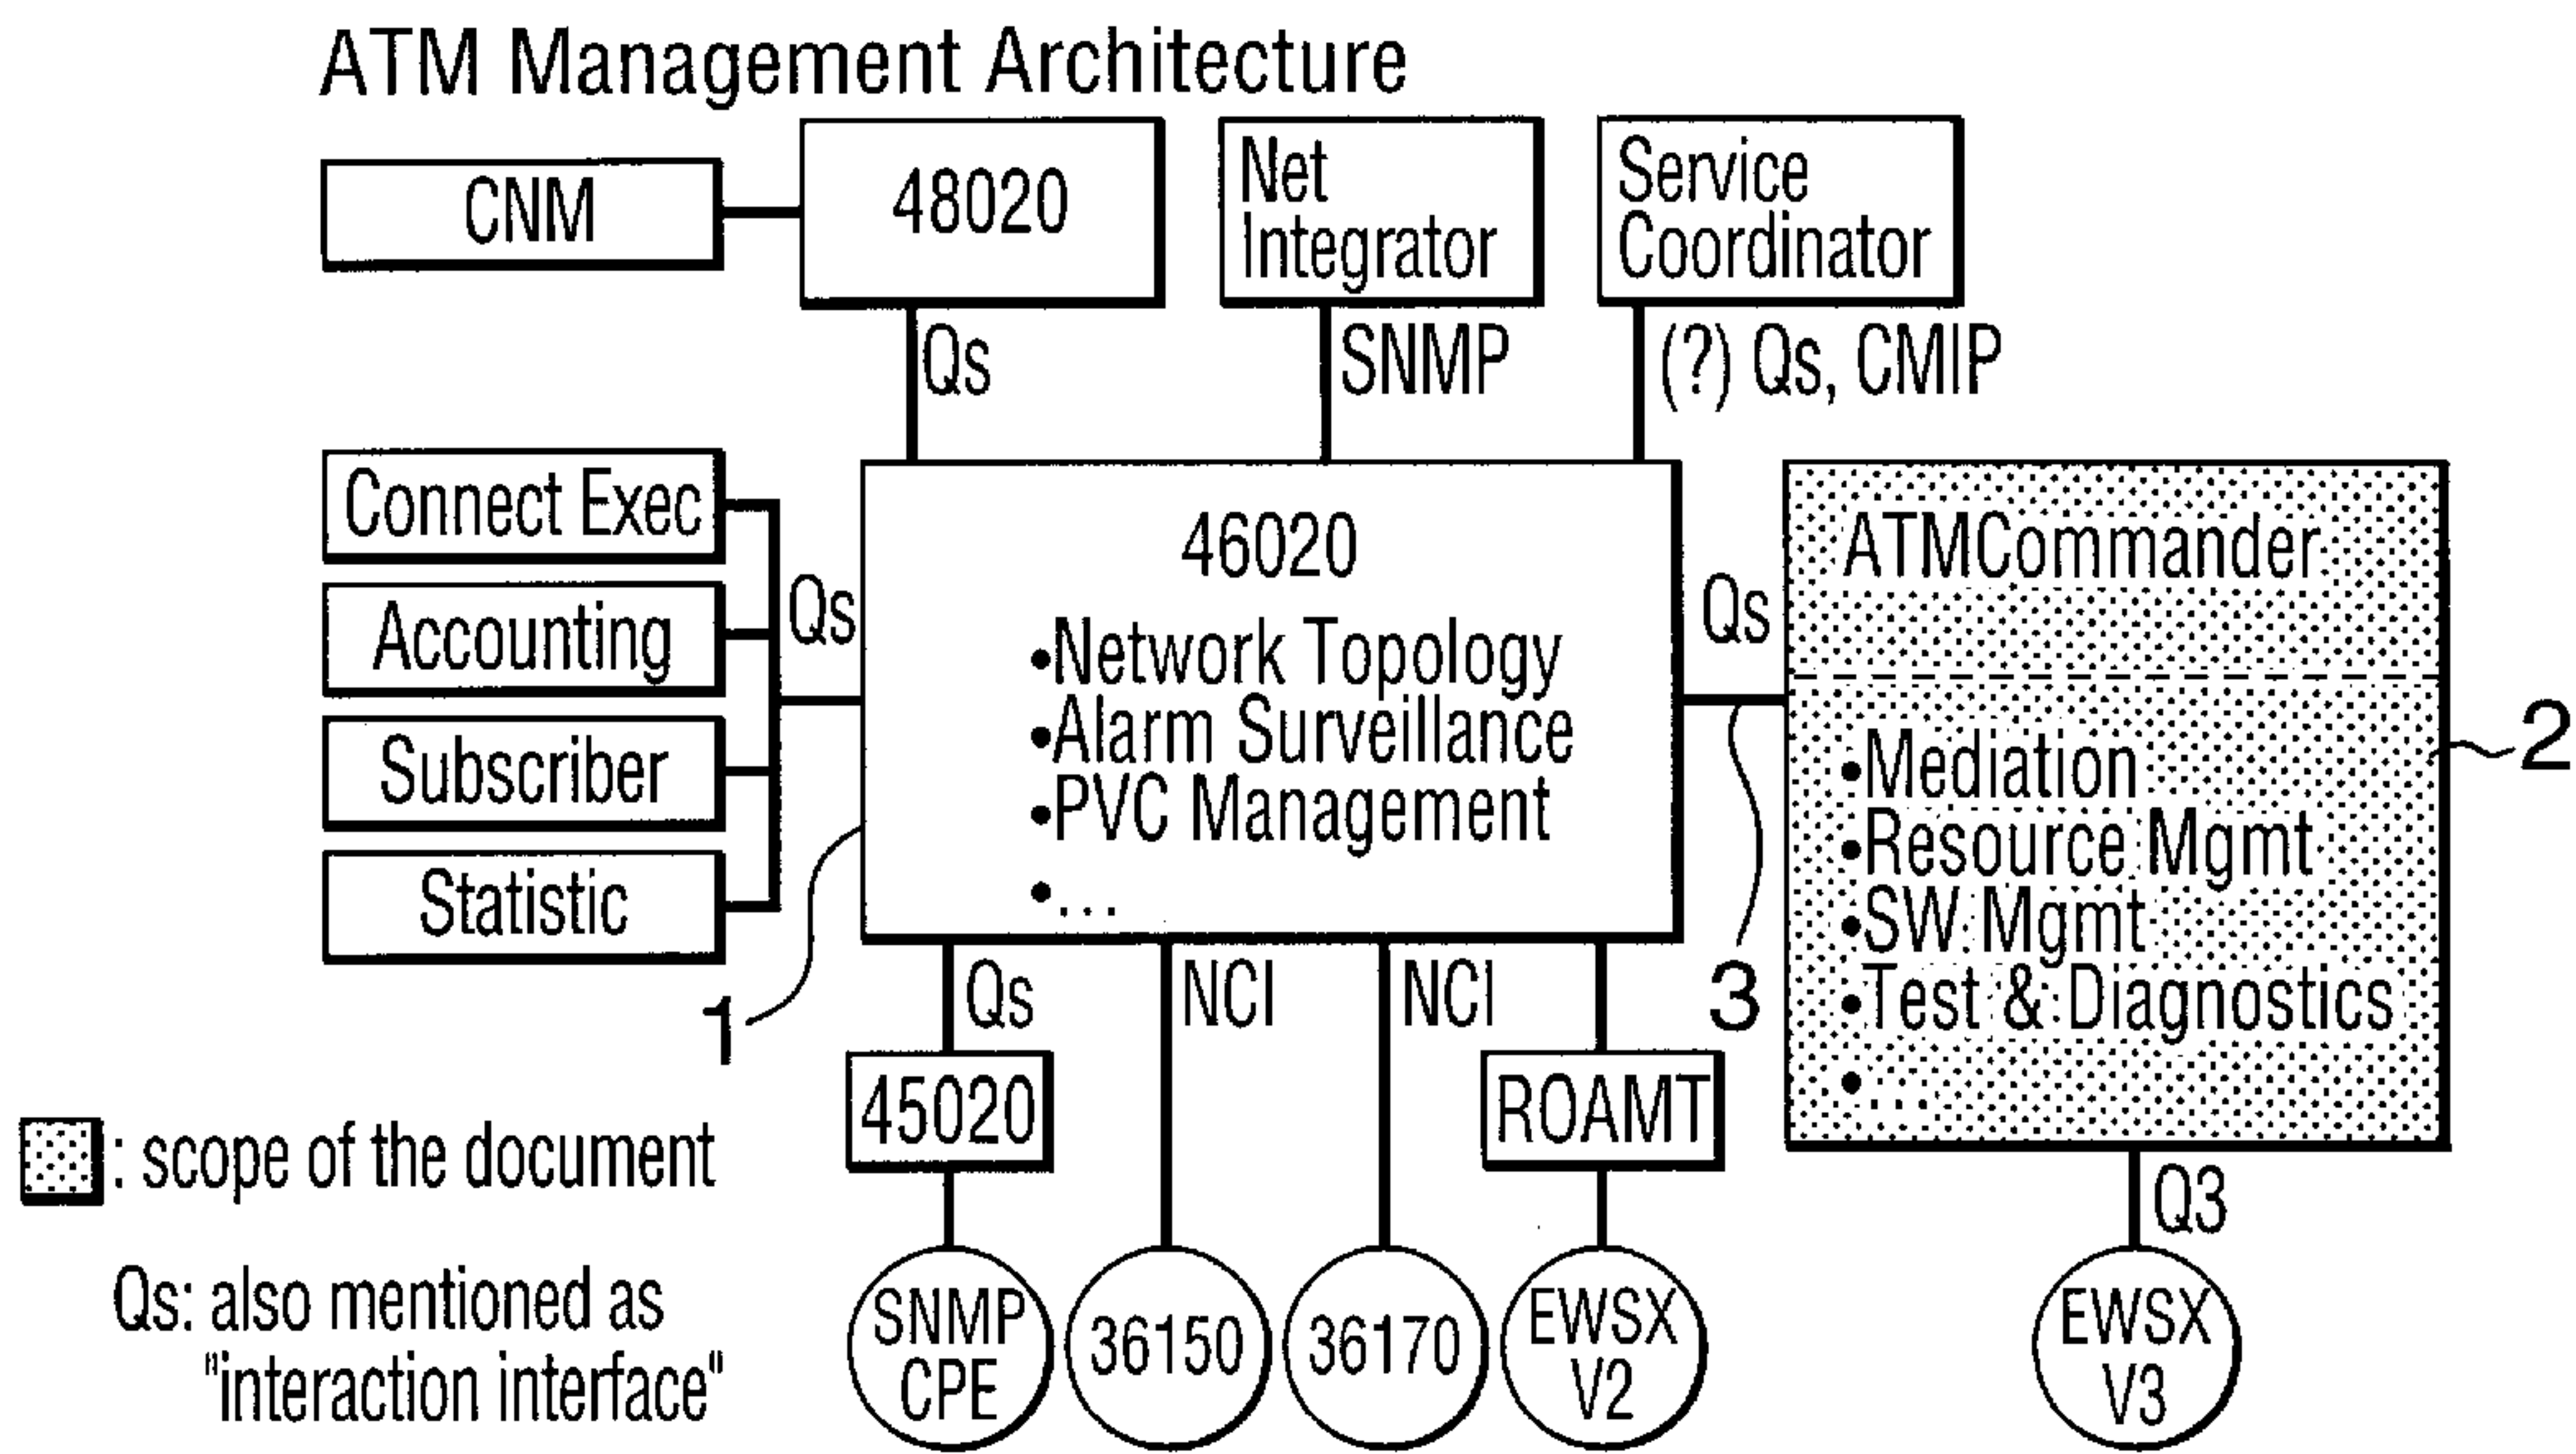 ATM Management Architecture
CNM
48020
Net
Integrator
Service
Coordinator
Qs
SNMP
(?) Qs, CMIP
Connect Exec
Accounting
Subscriber
Statistic
Qs
46020
•Network Topology
•Alarm Surveillance
•PVC Management
•...
Qs
ATMCommander
•Mediation
•Resource Mgmt
•SW Mgmt
•Test & Diagnostics
•...
2
1
3
Qs
NCI
NCI
45020
ROAMT
Q3
SNMP
CPE
36150
36170
EWSX
V2
EWSX
V3
: scope of the document
Qs: also mentioned as
"interaction interface"